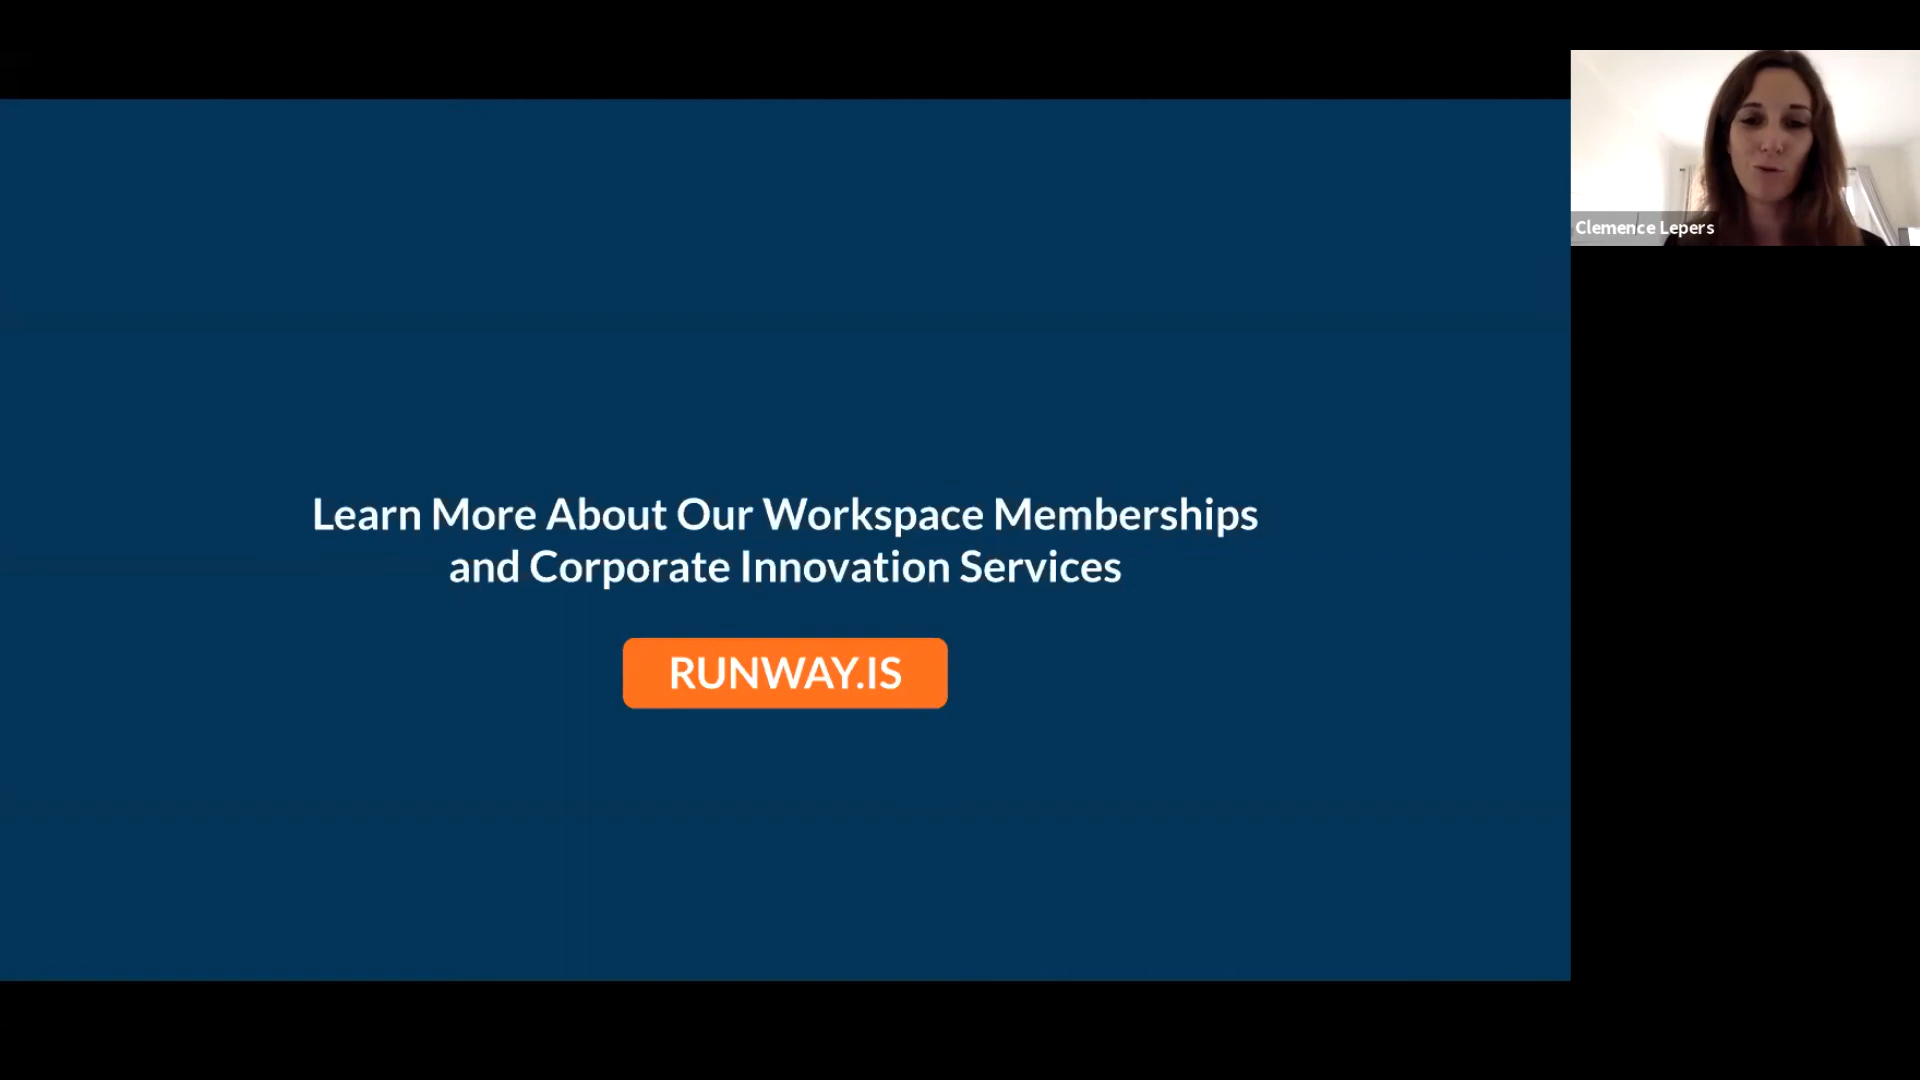 Learn More About Our Workspace Memberships
and Corporate Innovation Services
RUNWAY.IS
Clemence Lepers